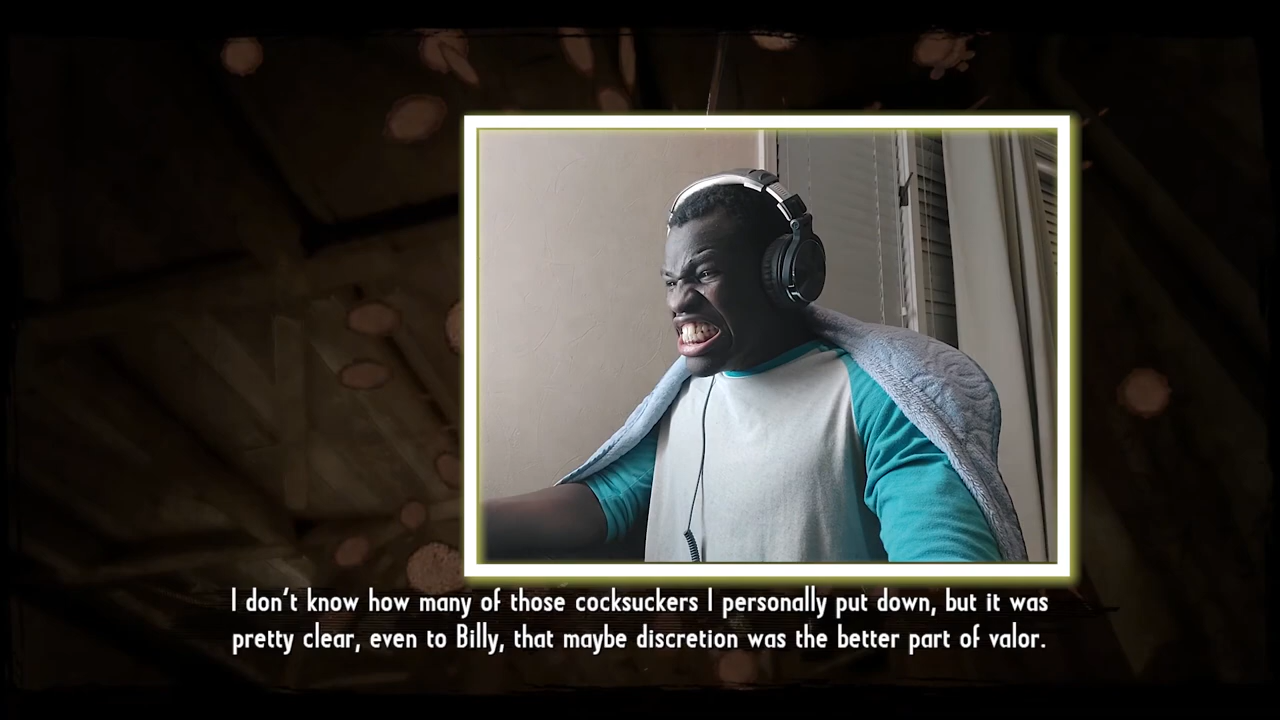 I don't know how many of those cocksuckers I personally put down, but it was
pretty clear, even to Billy, that maybe discretion was the better part of valor.